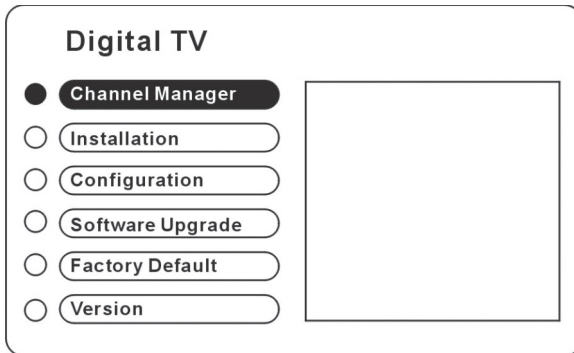 Digital TV
Channel Manager
Installation
Configuration
Software Upgrade
Factory Default
Version